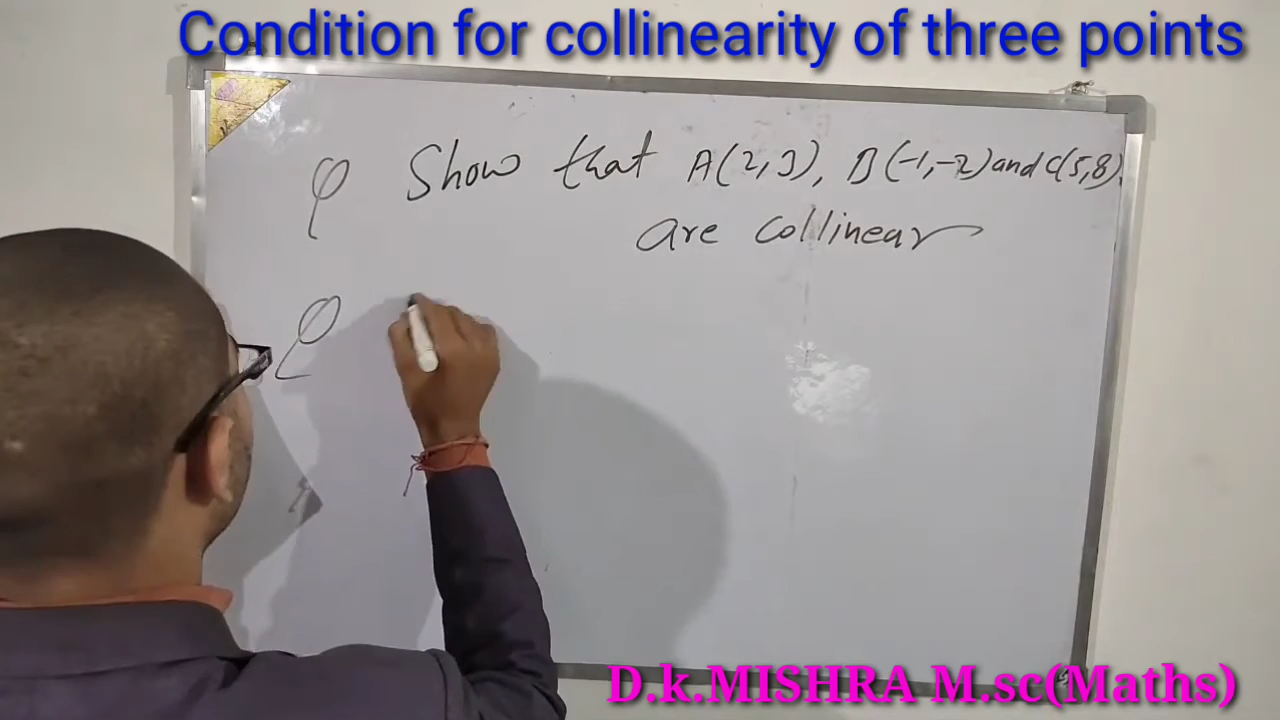 Condition for collinearity of three points
Q Show that A(2,3), B(-1,-2) and C(5,8).
are collinear
Q
D.k.MISHRA M.sc(Maths)